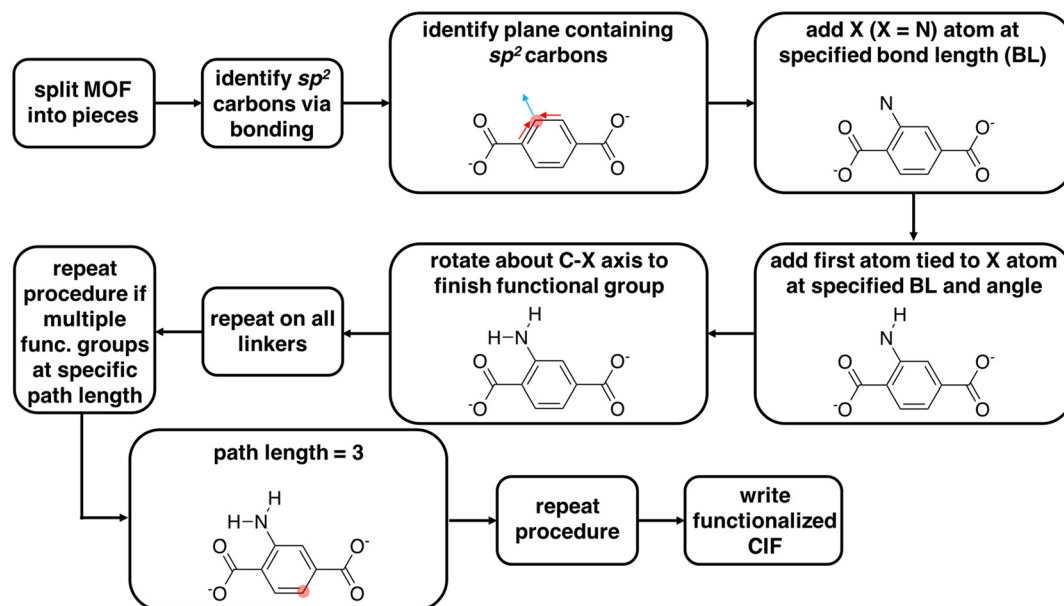 split MOF
into pieces
identify sp²
carbons via
bonding
identify plane containing
sp² carbons
O
-O
O-
O
add X (X = N) atom at
specified bond length (BL)
N
O
-O
O-
O
add first atom tied to X atom
at specified BL and angle
H
N
O
-O
O-
O
rotate about C-X axis to
finish functional group
H
H N
O
-O
O-
O
repeat on all
linkers
repeat
procedure if
multiple
func. groups
at specific
path length
path length = 3
H
H N
O
-O
O-
O
repeat
procedure
write
functionalized
CIF